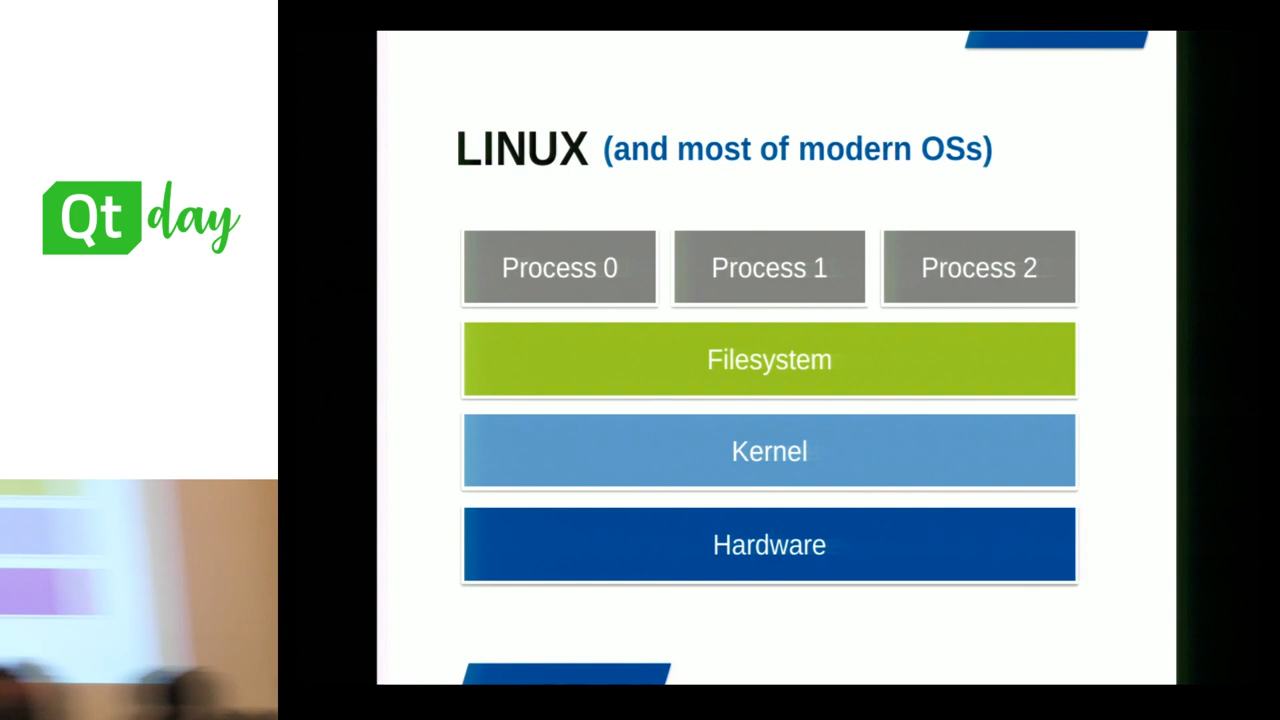 Qt day
LINUX (and most of modern OSs)
Process 0
Process 1
Process 2
Filesystem
Kernel
Hardware